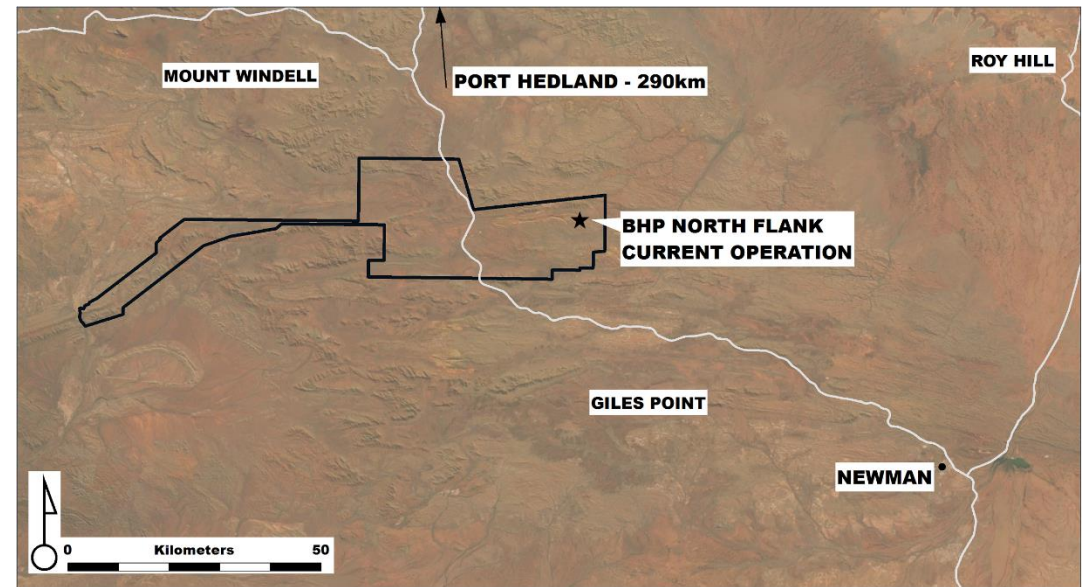 MOUNT WINDELL
PORT HEDLAND - 290km
ROY HILL
BHP NORTH FLANK
CURRENT OPERATION
GILES POINT
NEWMAN
0 Kilometers 50